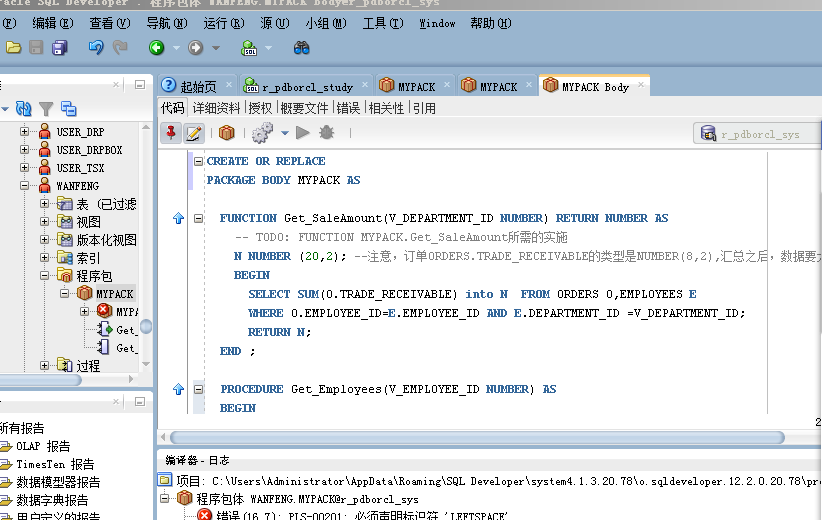 racle SQL Developer : 程序包体 WANFENG.MYPACK Body@r_pdborcl_sys
(F) 编辑(E) 查看(V) 导航(N) 运行(R) 源(U) 小组(M) 工具(T) Window 帮助(H)
起始页 r_pdborcl_study MYPACK MYPACK MYPACK Body
代码 详细资料 授权 概要文件 错误 相关性 引用
r_pdborcl_sys
USER_DRP
USER_DRPBOX
USER_TSX
WANFENG
表 (已过滤
视图
版本化视图
索引
程序包
MYPACK
MYPA
Get_
Get_
过程
CREATE OR REPLACE
PACKAGE BODY MYPACK AS
FUNCTION Get_SaleAmount(V_DEPARTMENT_ID NUMBER) RETURN NUMBER AS
-- TODO: FUNCTION MYPACK.Get_SaleAmount所需的实施
N NUMBER (20,2); --注意，订单ORDERS.TRADE_RECEIVABLE的类型是NUMBER(8,2),汇总之后，数据要
BEGIN
SELECT SUM(O.TRADE_RECEIVABLE) into N FROM ORDERS O,EMPLOYEES E
WHERE O.EMPLOYEE_ID=E.EMPLOYEE_ID AND E.DEPARTMENT_ID =V_DEPARTMENT_ID;
RETURN N;
END ;
PROCEDURE Get_Employees(V_EMPLOYEE_ID NUMBER) AS
BEGIN
2
所有报告
OLAP 报告
TimesTen 报告
数据模型器报告
数据字典报告
用户定义的报告
编译器 - 日志
项目: C:\Users\Administrator\AppData\Roaming\SQL Developer\system4.1.3.20.78\o.sqldeveloper.12.2.0.20.78\pr
程序包体 WANFENG.MYPACK@r_pdborcl_sys
错误(16,7): PLS-00201: 必须声明标识符 'LEFTSPACE'